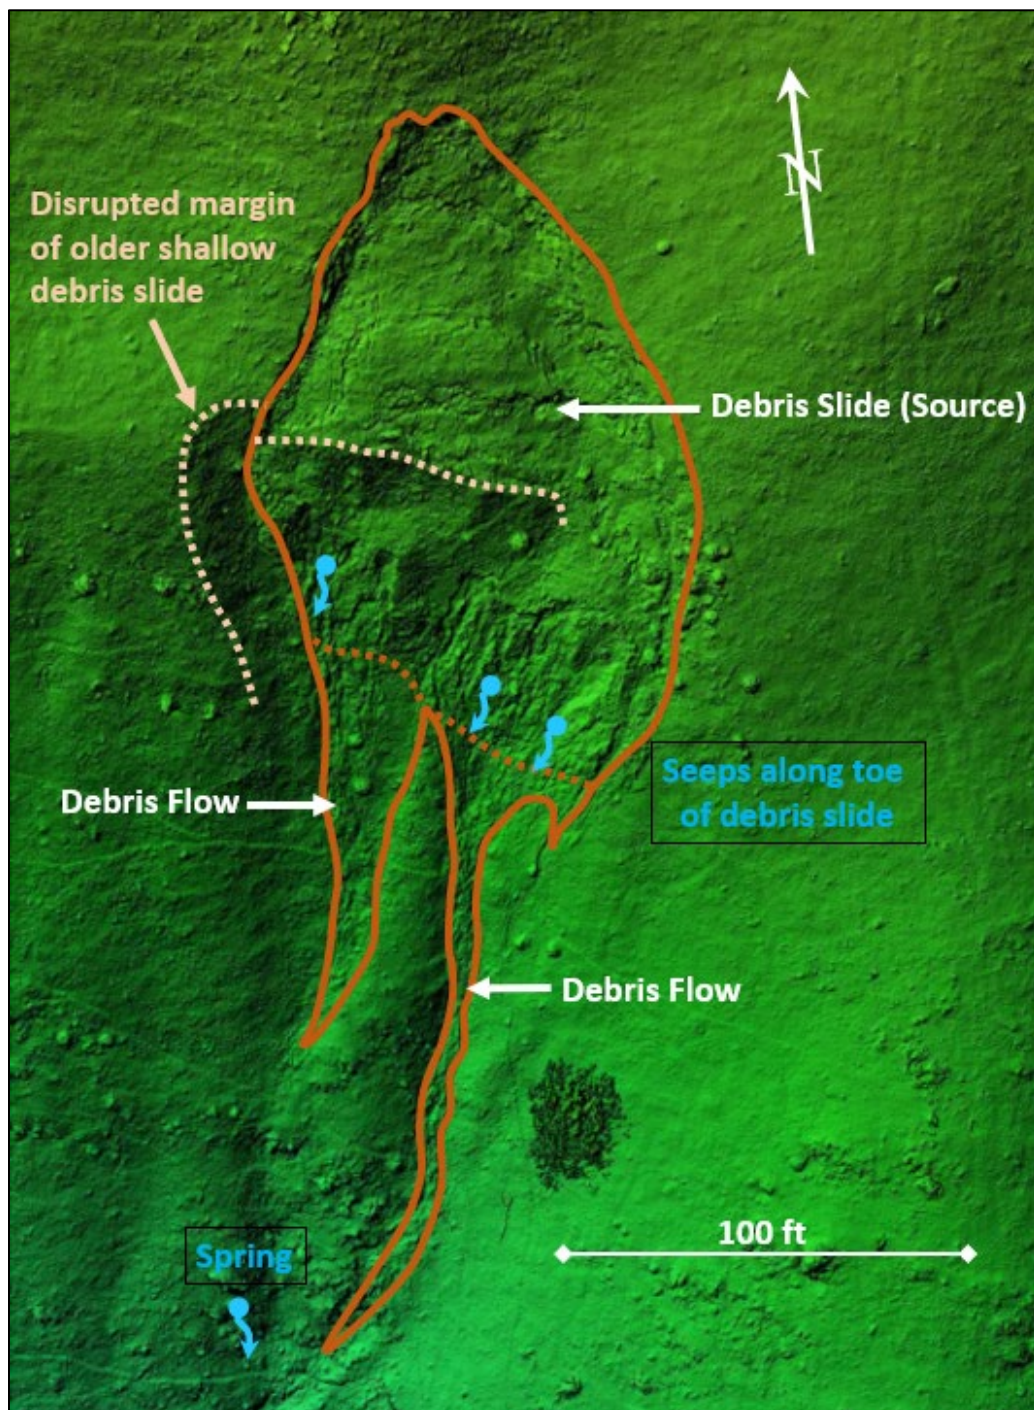 N
Disrupted margin
of older shallow
debris slide
Debris Slide (Source)
Seeps along toe
of debris slide
Debris Flow
Debris Flow
100 ft
Spring